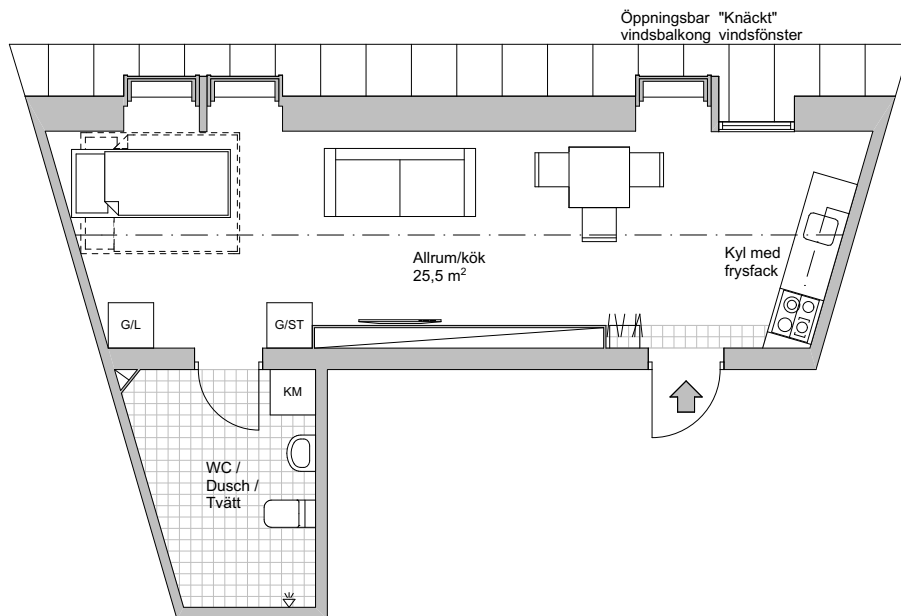 Öppningsbar "Knäckt"
vindsbalkong vindsfönster
Allrum/kök
25,5 m²
Kyl med
frysfack
G/L
G/ST
KM
WC /
Dusch /
Tvätt